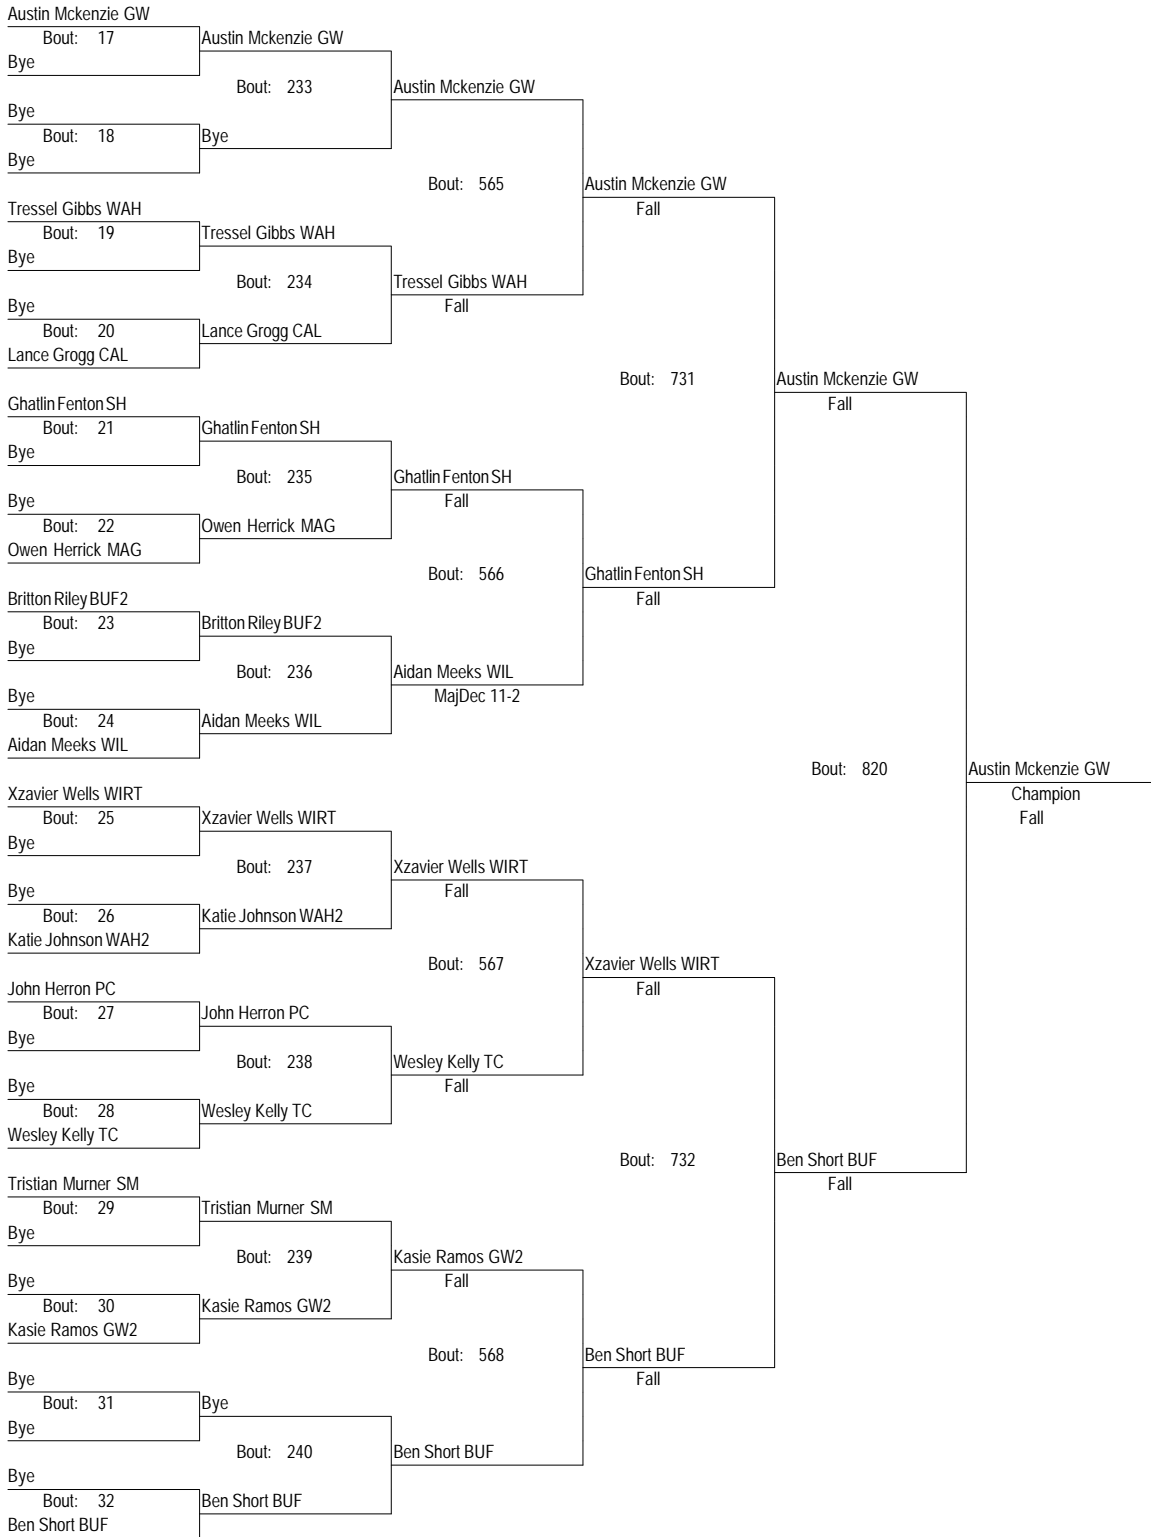 Austin Mckenzie GW
Bout: 17 Austin Mckenzie GW
Bye
Bout: 233 Austin Mckenzie GW
Bye
Bout: 18 Bye
Bye
Bout: 565 Austin Mckenzie GW
Fall
Tressel Gibbs WAH
Bout: 19 Tressel Gibbs WAH
Bye
Bout: 234 Tressel Gibbs WAH
Fall
Bye
Bout: 20 Lance Grogg CAL
Lance Grogg CAL
Bout: 731 Austin Mckenzie GW
Fall
Ghatlin Fenton SH
Bout: 21 Ghatlin Fenton SH
Bye
Bout: 235 Ghatlin Fenton SH
Fall
Bye
Bout: 22 Owen Herrick MAG
Owen Herrick MAG
Bout: 566 Ghatlin Fenton SH
Fall
Britton Riley BUF2
Bout: 23 Britton Riley BUF2
Bye
Bout: 236 Aidan Meeks WIL
MajDec 11-2
Bye
Bout: 24 Aidan Meeks WIL
Aidan Meeks WIL
Bout: 820 Austin Mckenzie GW
Champion
Fall
Xzavier Wells WIRT
Bout: 25 Xzavier Wells WIRT
Bye
Bout: 237 Xzavier Wells WIRT
Fall
Bye
Bout: 26 Katie Johnson WAH2
Katie Johnson WAH2
Bout: 567 Xzavier Wells WIRT
Fall
John Herron PC
Bout: 27 John Herron PC
Bye
Bout: 238 Wesley Kelly TC
Fall
Bye
Bout: 28 Wesley Kelly TC
Wesley Kelly TC
Bout: 732 Ben Short BUF
Fall
Tristian Murner SM
Bout: 29 Tristian Murner SM
Bye
Bout: 239 Kasie Ramos GW2
Fall
Bye
Bout: 30 Kasie Ramos GW2
Kasie Ramos GW2
Bout: 568 Ben Short BUF
Fall
Bye
Bout: 31 Bye
Bye
Bout: 240 Ben Short BUF
Bye
Bout: 32 Ben Short BUF
Ben Short BUF